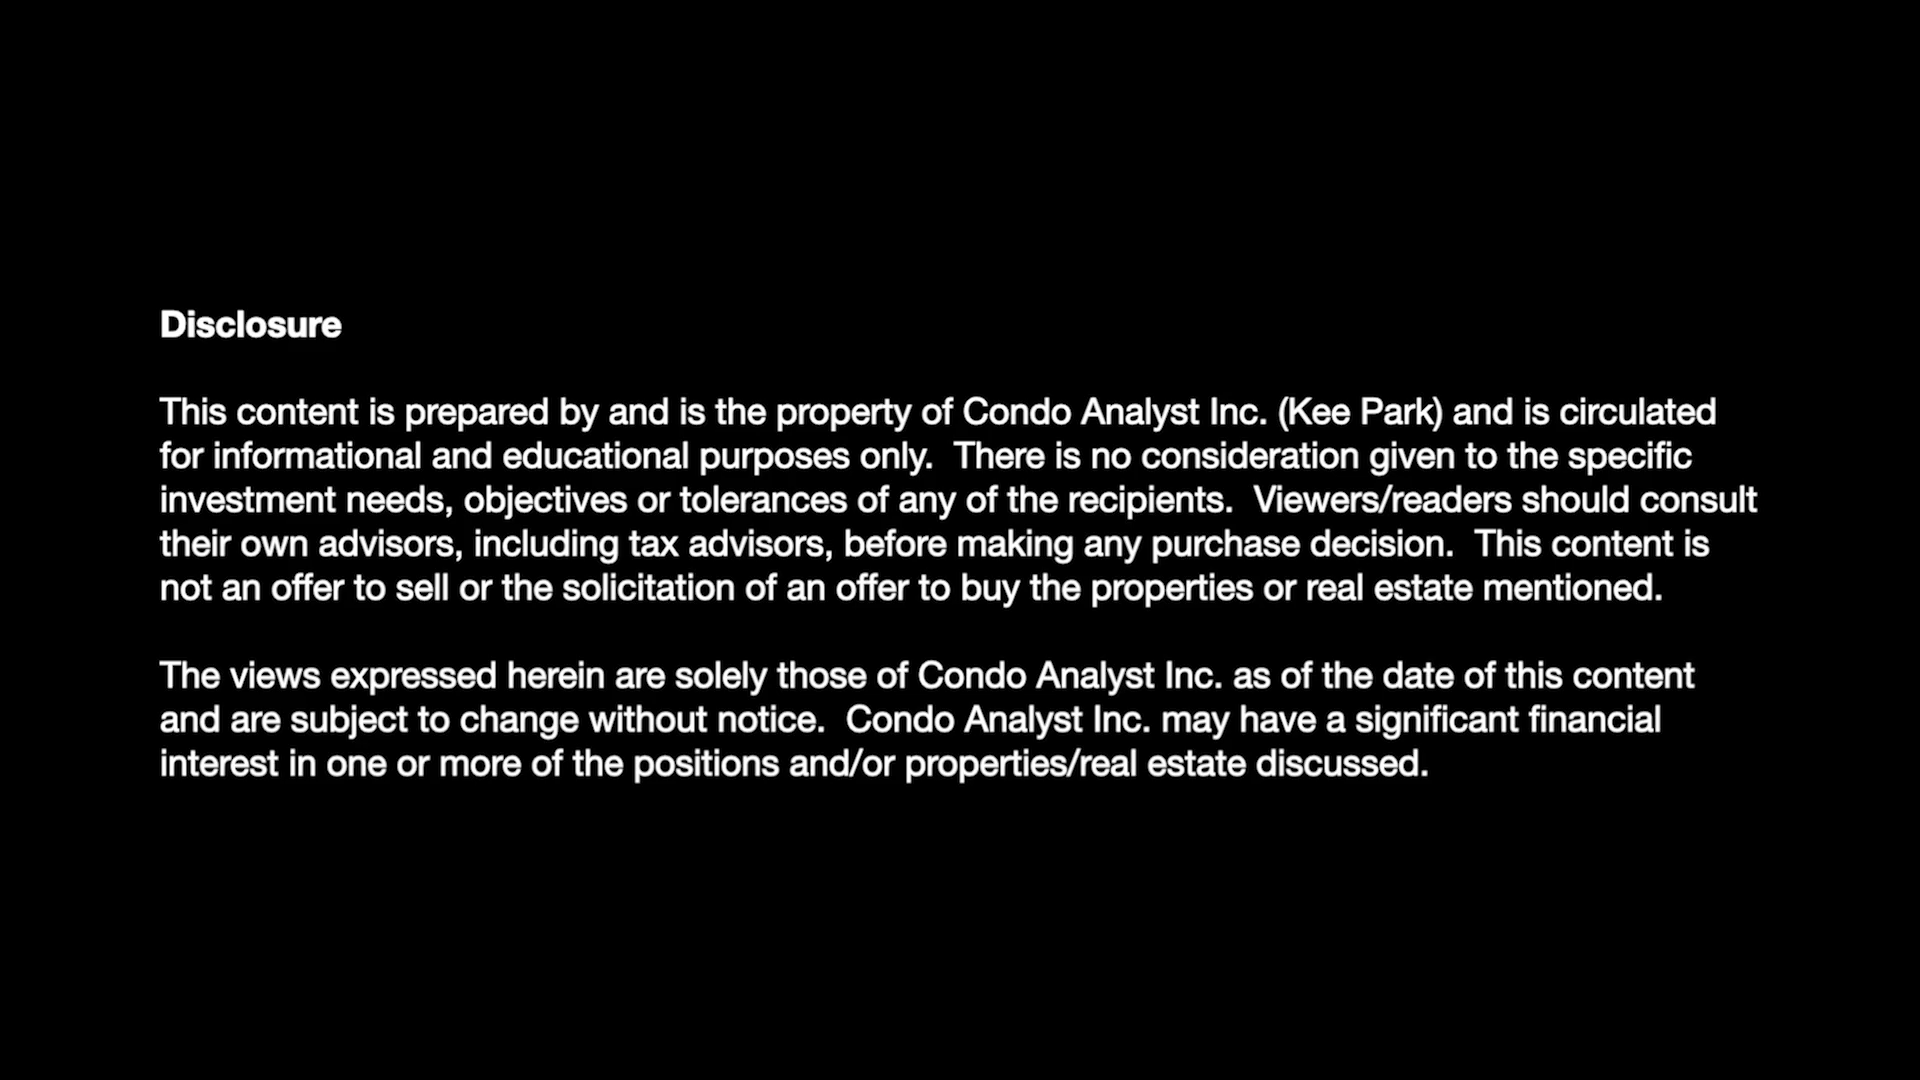 Disclosure
This content is prepared by and is the property of Condo Analyst Inc. (Kee Park) and is circulated
for informational and educational purposes only.  There is no consideration given to the specific
investment needs, objectives or tolerances of any of the recipients.  Viewers/readers should consult
their own advisors, including tax advisors, before making any purchase decision.  This content is
not an offer to sell or the solicitation of an offer to buy the properties or real estate mentioned.
The views expressed herein are solely those of Condo Analyst Inc. as of the date of this content
and are subject to change without notice.  Condo Analyst Inc. may have a significant financial
interest in one or more of the positions and/or properties/real estate discussed.